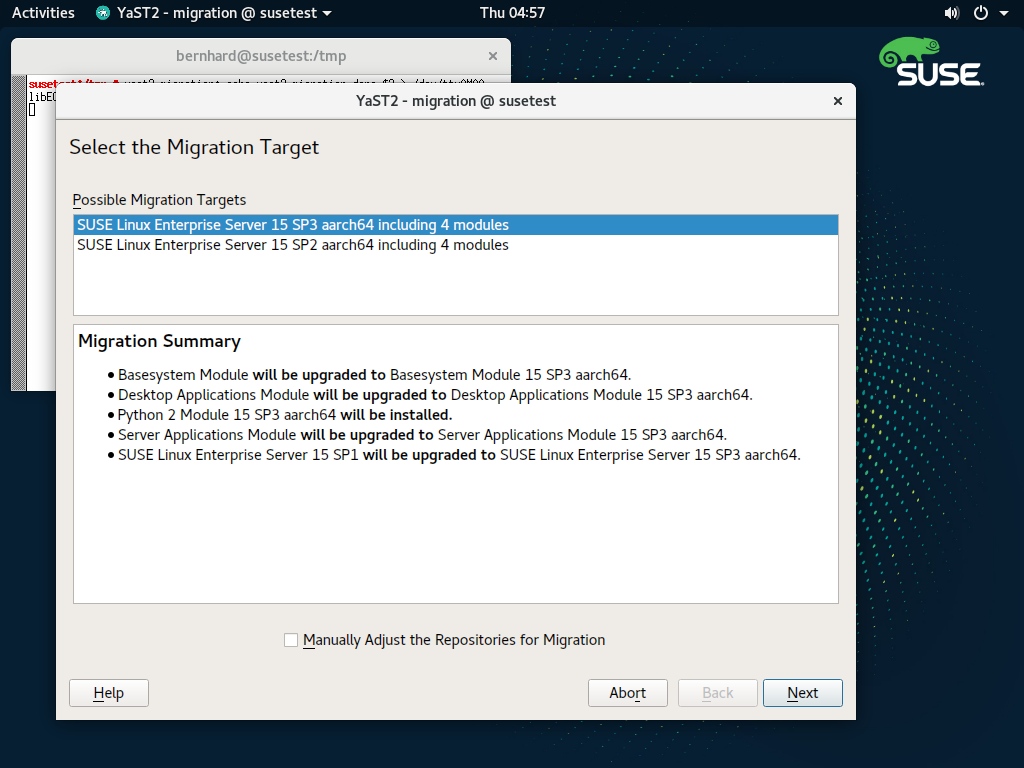 Activities YaST2 - migration @ susetest Thu 04:57
bernhard@susetest:/tmp
SUSE
YaST2 - migration @ susetest
Select the Migration Target
Possible Migration Targets
SUSE Linux Enterprise Server 15 SP3 aarch64 including 4 modules
SUSE Linux Enterprise Server 15 SP2 aarch64 including 4 modules
Migration Summary
Basesystem Module will be upgraded to Basesystem Module 15 SP3 aarch64.
Desktop Applications Module will be upgraded to Desktop Applications Module 15 SP3 aarch64.
Python 2 Module 15 SP3 aarch64 will be installed.
Server Applications Module will be upgraded to Server Applications Module 15 SP3 aarch64.
SUSE Linux Enterprise Server 15 SP1 will be upgraded to SUSE Linux Enterprise Server 15 SP3 aarch64.
Manually Adjust the Repositories for Migration
Help Abort Back Next